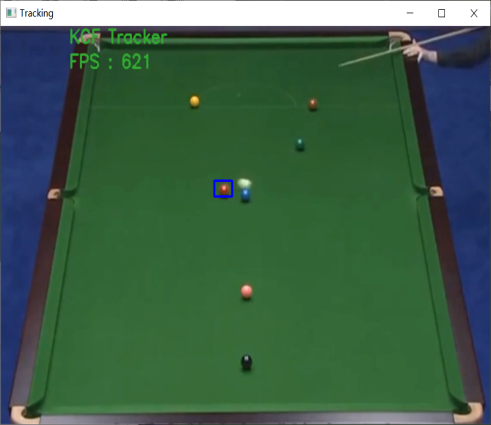 Tracking
KCF Tracker
FPS : 621